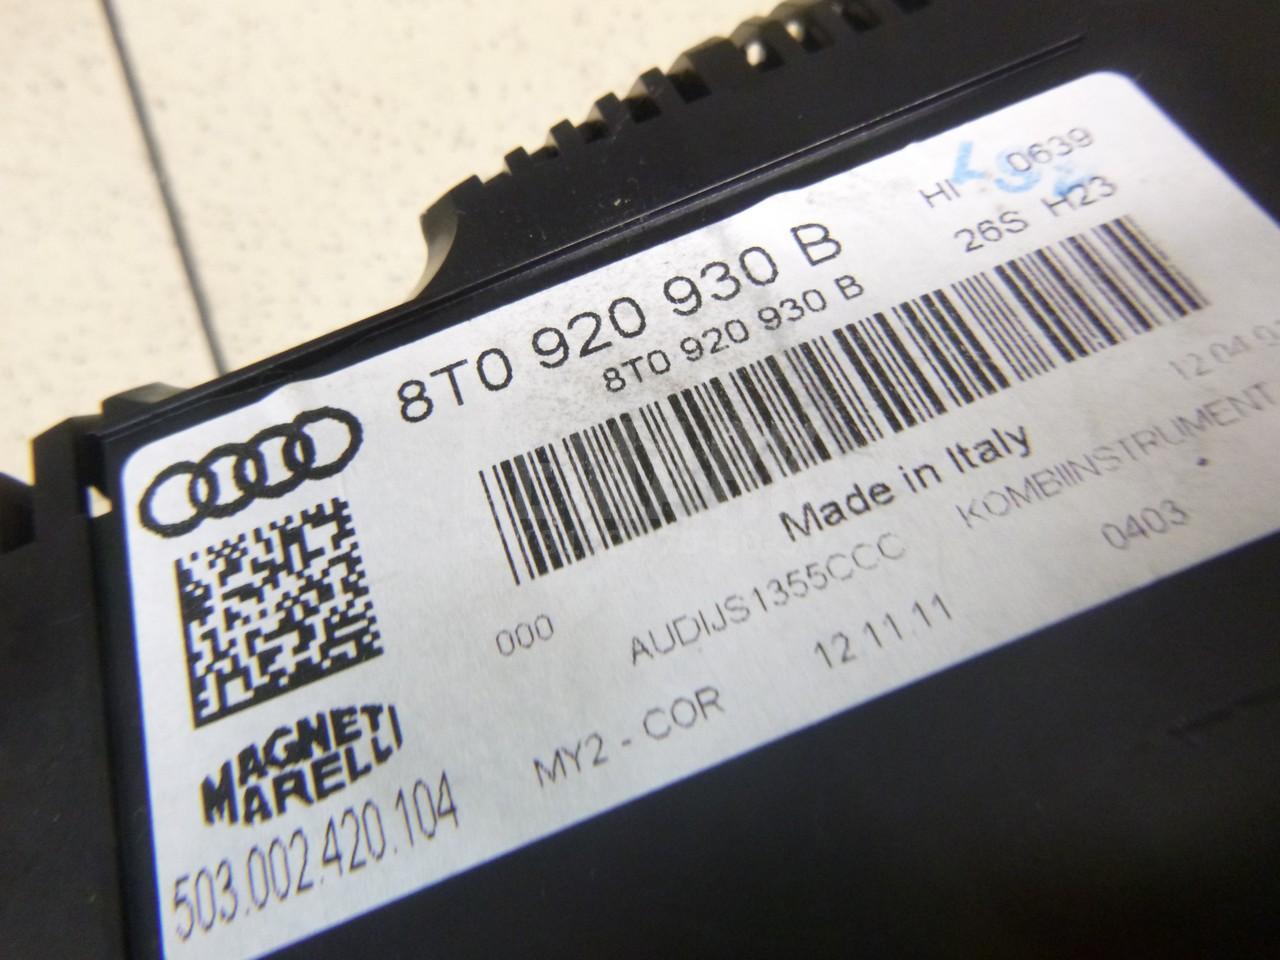 8T0 920 930 B
8T0 920 930 B
HI 0639
26S H23
Made in Italy
000 AUDIJS1355CCC KOMBIINSTRUMENT
MY2 - COR 12.11.11 0403
MAGNETI
MARELLI
503.002.420.104